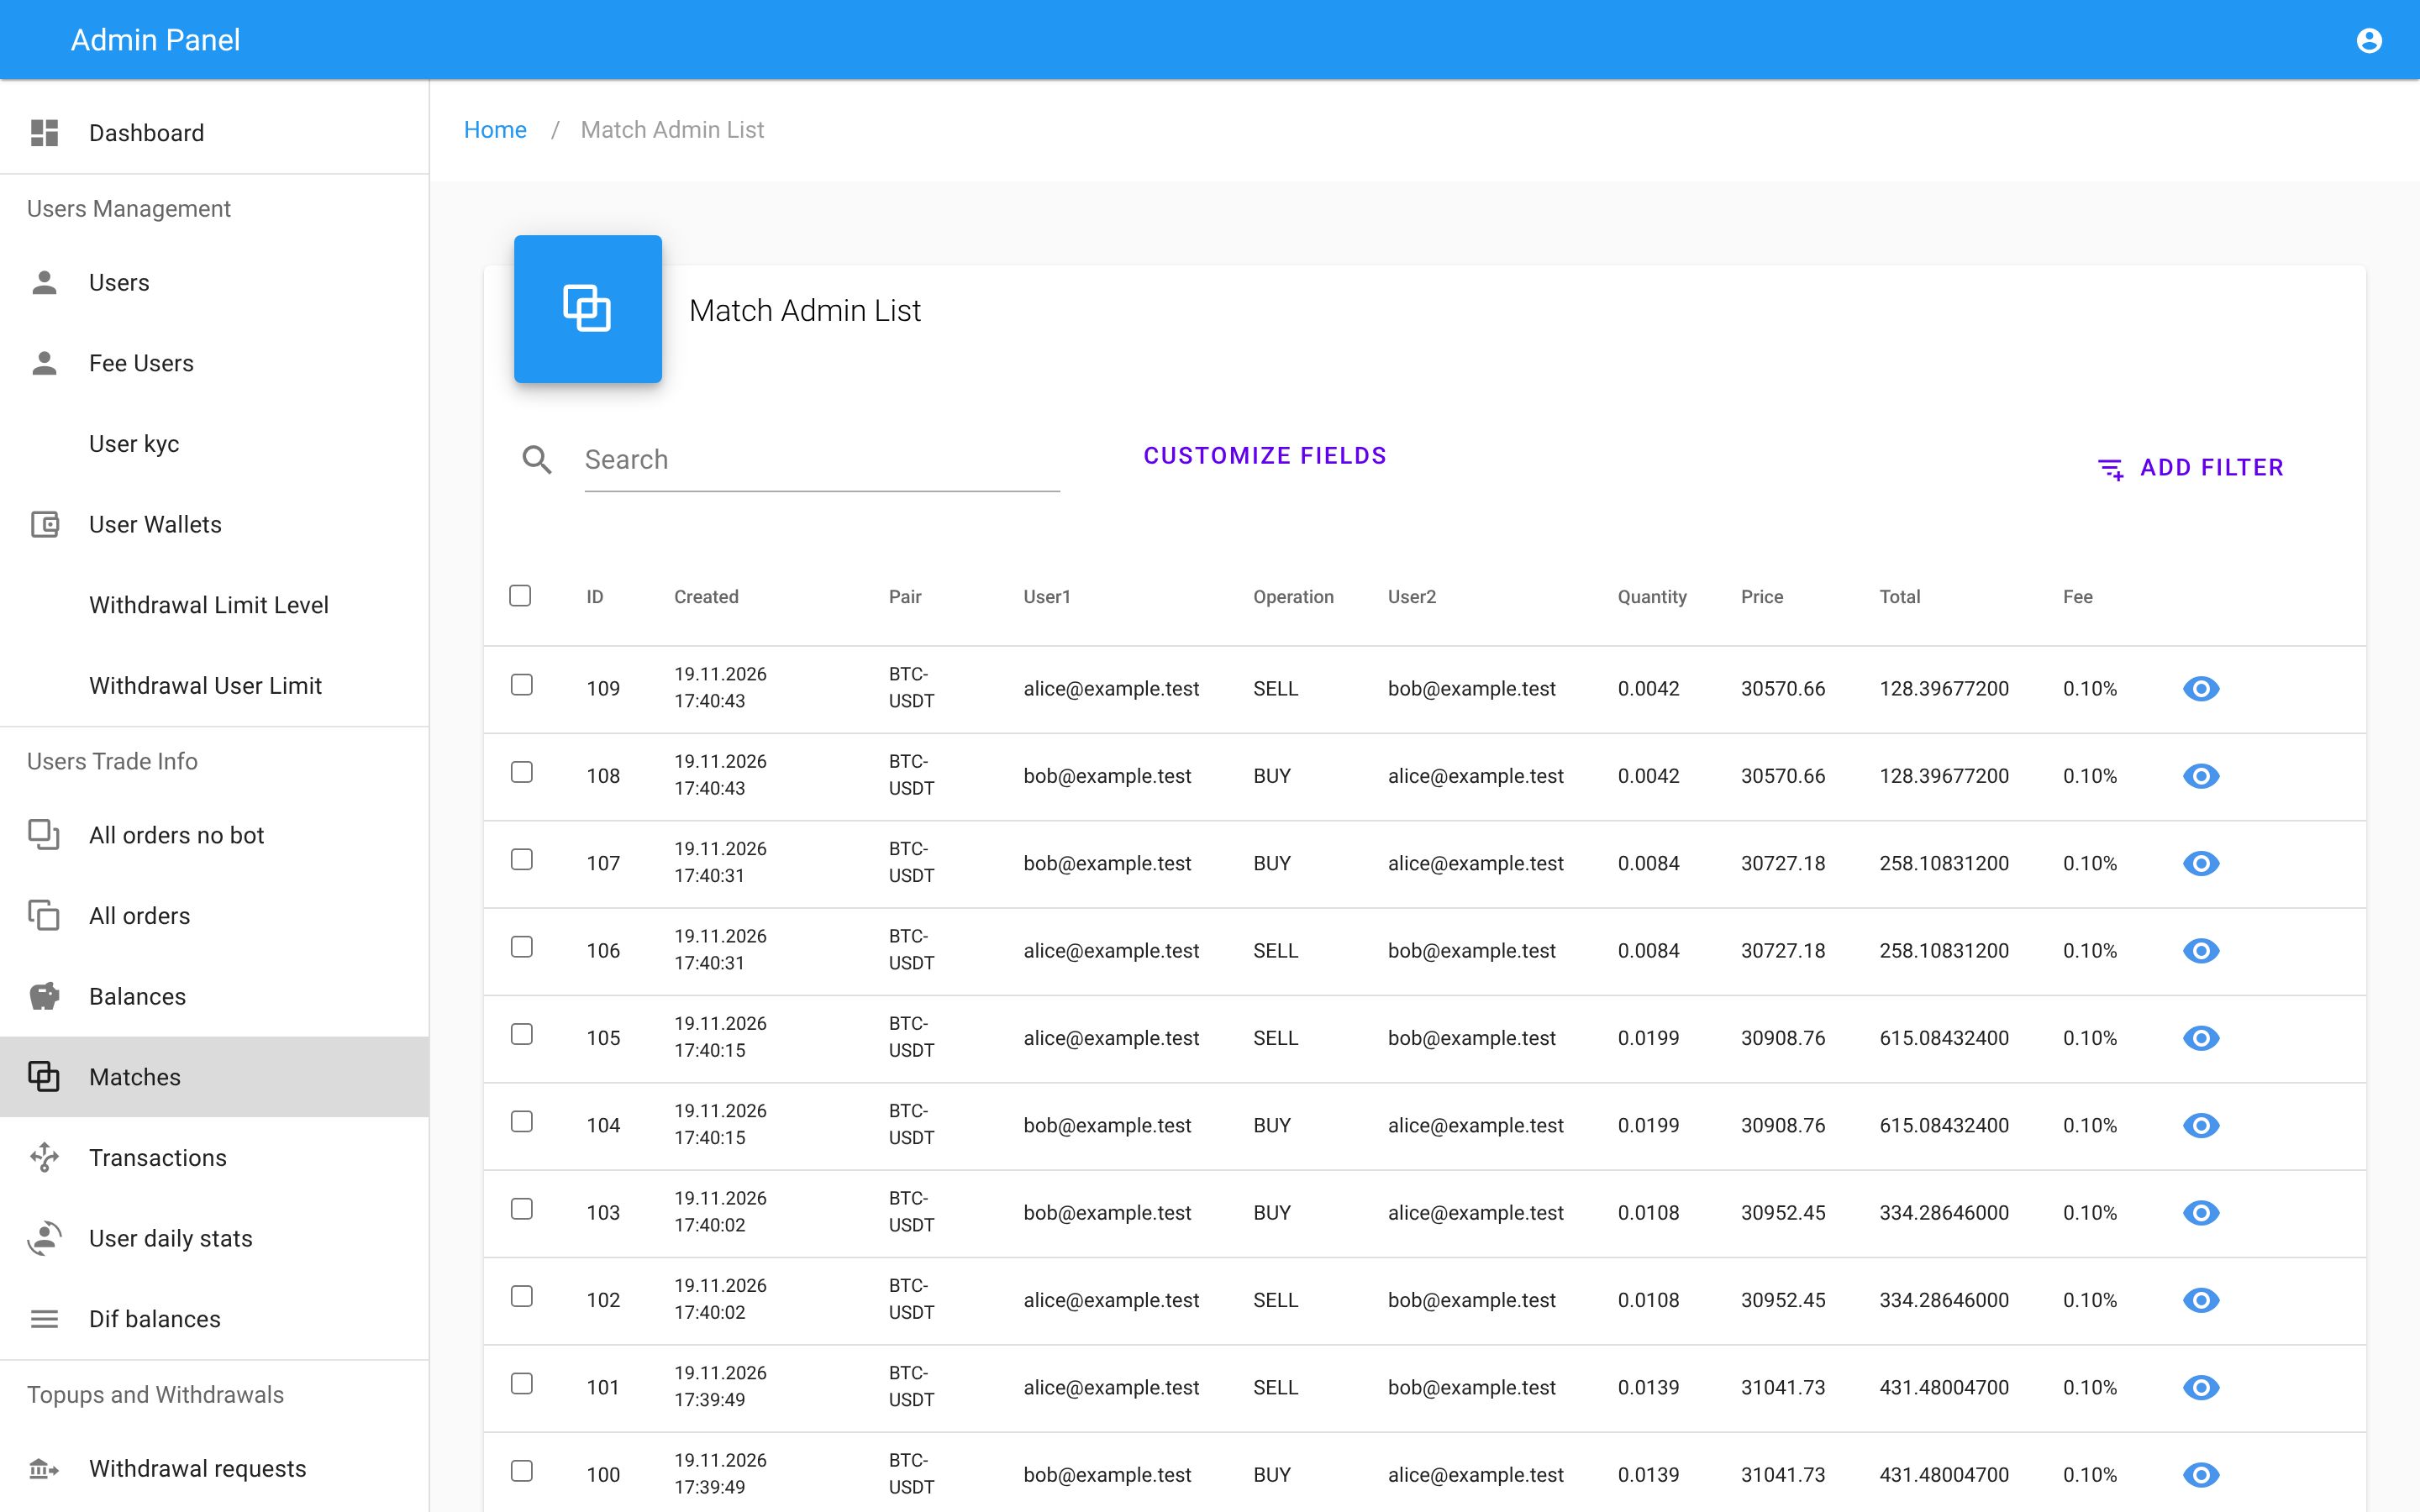 Admin Panel
Dashboard
Users Management
Users
Fee Users
User kyc
User Wallets
Withdrawal Limit Level
Withdrawal User Limit
Users Trade Info
All orders no bot
All orders
Balances
Matches
Transactions
User daily stats
Dif balances
Topups and Withdrawals
Withdrawal requests
Home / Match Admin List
Match Admin List
Search CUSTOMIZE FIELDS ADD FILTER
ID Created Pair User1 Operation User2 Quantity Price Total Fee
109 19.11.2026 17:40:43 BTC-USDT alice@example.test SELL bob@example.test 0.0042 30570.66 128.39677200 0.10%
108 19.11.2026 17:40:43 BTC-USDT bob@example.test BUY alice@example.test 0.0042 30570.66 128.39677200 0.10%
107 19.11.2026 17:40:31 BTC-USDT bob@example.test BUY alice@example.test 0.0084 30727.18 258.10831200 0.10%
106 19.11.2026 17:40:31 BTC-USDT alice@example.test SELL bob@example.test 0.0084 30727.18 258.10831200 0.10%
105 19.11.2026 17:40:15 BTC-USDT alice@example.test SELL bob@example.test 0.0199 30908.76 615.08432400 0.10%
104 19.11.2026 17:40:15 BTC-USDT bob@example.test BUY alice@example.test 0.0199 30908.76 615.08432400 0.10%
103 19.11.2026 17:40:02 BTC-USDT bob@example.test BUY alice@example.test 0.0108 30952.45 334.28646000 0.10%
102 19.11.2026 17:40:02 BTC-USDT alice@example.test SELL bob@example.test 0.0108 30952.45 334.28646000 0.10%
101 19.11.2026 17:39:49 BTC-USDT alice@example.test SELL bob@example.test 0.0139 31041.73 431.48004700 0.10%
100 19.11.2026 17:39:49 BTC-USDT bob@example.test BUY alice@example.test 0.0139 31041.73 431.48004700 0.10%